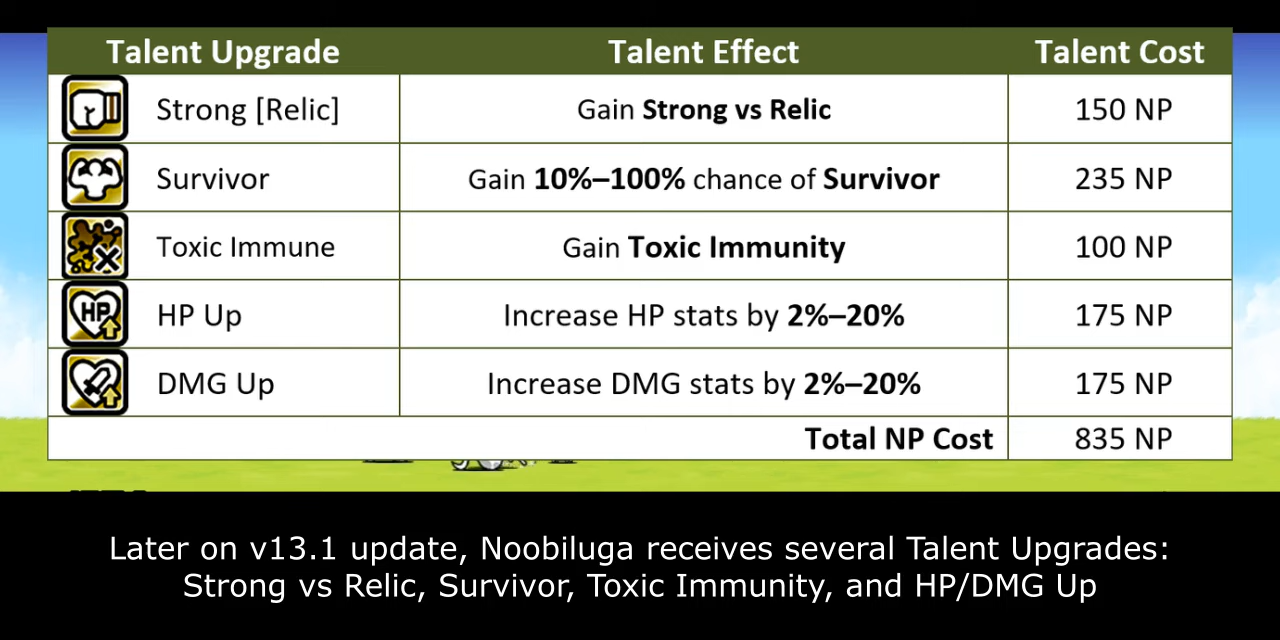 Talent Upgrade Talent Effect Talent Cost
Strong [Relic] Gain Strong vs Relic 150 NP
Survivor Gain 10%–100% chance of Survivor 235 NP
Toxic Immune Gain Toxic Immunity 100 NP
HP
HP Up Increase HP stats by 2%–20% 175 NP
DMG Up Increase DMG stats by 2%–20% 175 NP
Total NP Cost 835 NP
Later on v13.1 update, Noobiluga receives several Talent Upgrades:
Strong vs Relic, Survivor, Toxic Immunity, and HP/DMG Up